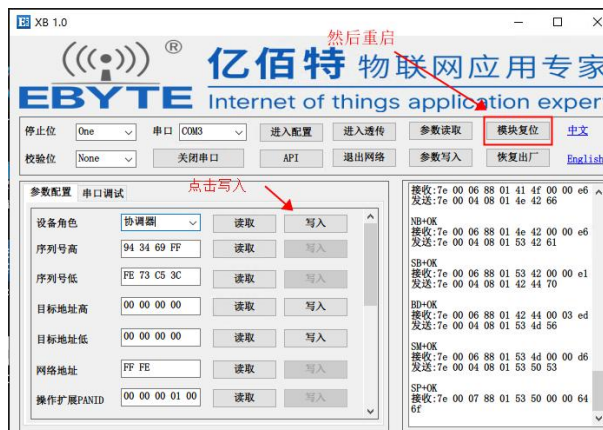 XB 1.0
然后重启
®
亿佰特 物联网应用专家
EBYTE Internet of things application exper
停止位 One 串口 COM3 进入配置 进入透传 参数读取 模块复位 中文
校验位 None 关闭串口 API 退出网络 参数写入 恢复出厂 English
参数配置 串口调试 点击写入
设备角色 协调器 读取 写入
序列号高 94 34 69 FF 读取 写入
序列号低 FE 73 C5 3C 读取 写入
目标地址高 00 00 00 00 读取 写入
目标地址低 00 00 00 00 读取 写入
网络地址 FF FE 读取 写入
操作扩展PANID 00 00 00 01 00 读取 写入
接收:7e 00 06 88 01 41 4f 00 00 e6
发送:7e 00 04 08 01 4e 42 66
NB+OK
接收:7e 00 06 88 01 4e 42 00 00 e6
发送:7e 00 04 08 01 53 42 61
SB+OK
接收:7e 00 06 88 01 53 42 00 00 e1
发送:7e 00 04 08 01 42 44 70
BD+OK
接收:7e 00 06 88 01 42 44 00 03 ed
发送:7e 00 04 08 01 53 4d 56
SM+OK
接收:7e 00 06 88 01 53 4d 00 00 d6
发送:7e 00 04 08 01 53 50 53
SP+OK
接收:7e 00 07 88 01 53 50 00 00 64
6f